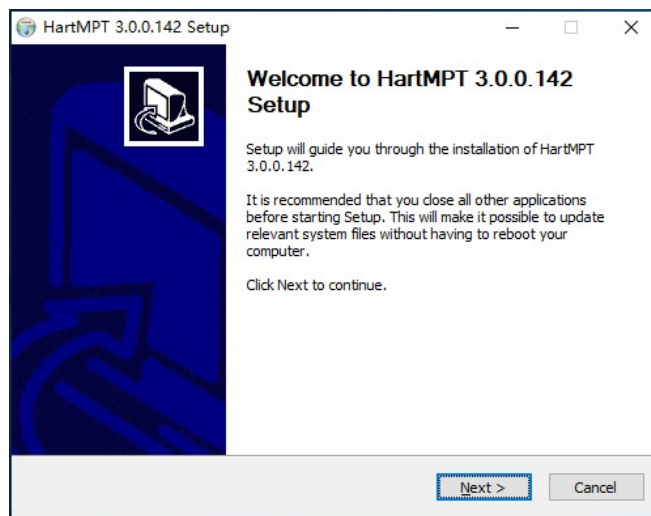 HartMPT 3.0.0.142 Setup
Welcome to HartMPT 3.0.0.142
Setup
Setup will guide you through the installation of HartMPT
3.0.0.142.
It is recommended that you close all other applications
before starting Setup. This will make it possible to update
relevant system files without having to reboot your
computer.
Click Next to continue.
Next >
Cancel